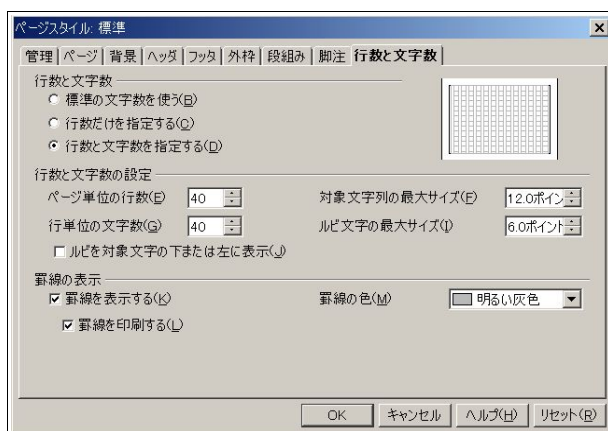 ページスタイル: 標準
管理 ページ 背景 ヘッダ フッタ 外枠 段組み 脚注 行数と文字数
行数と文字数
標準の文字数を使う(B)
行数だけを指定する(C)
行数と文字数を指定する(D)
行数と文字数の設定
ページ単位の行数(E) 40 対象文字列の最大サイズ(F) 12.0ポイン
行単位の文字数(G) 40 ルビ文字の最大サイズ(I) 6.0ポイント
ルビを対象文字の下または左に表示(J)
罫線の表示
罫線を表示する(K) 罫線の色(M) 明るい灰色
罫線を印刷する(L)
OK キャンセル ヘルプ(H) リセット(R)